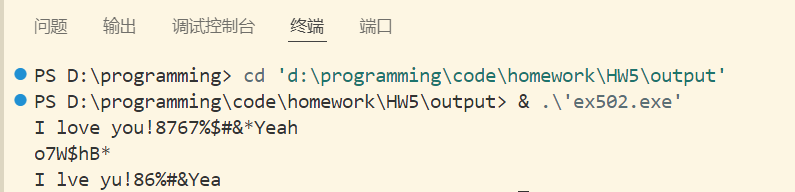 问题 输出 调试控制台 终端 端口
PS D:\programming> cd 'd:\programming\code\homework\HW5\output'
PS D:\programming\code\homework\HW5\output> & .\'ex502.exe'
I love you!8767%$#&*Yeah
o7W$hB*
I lve yu!86%#&Yea